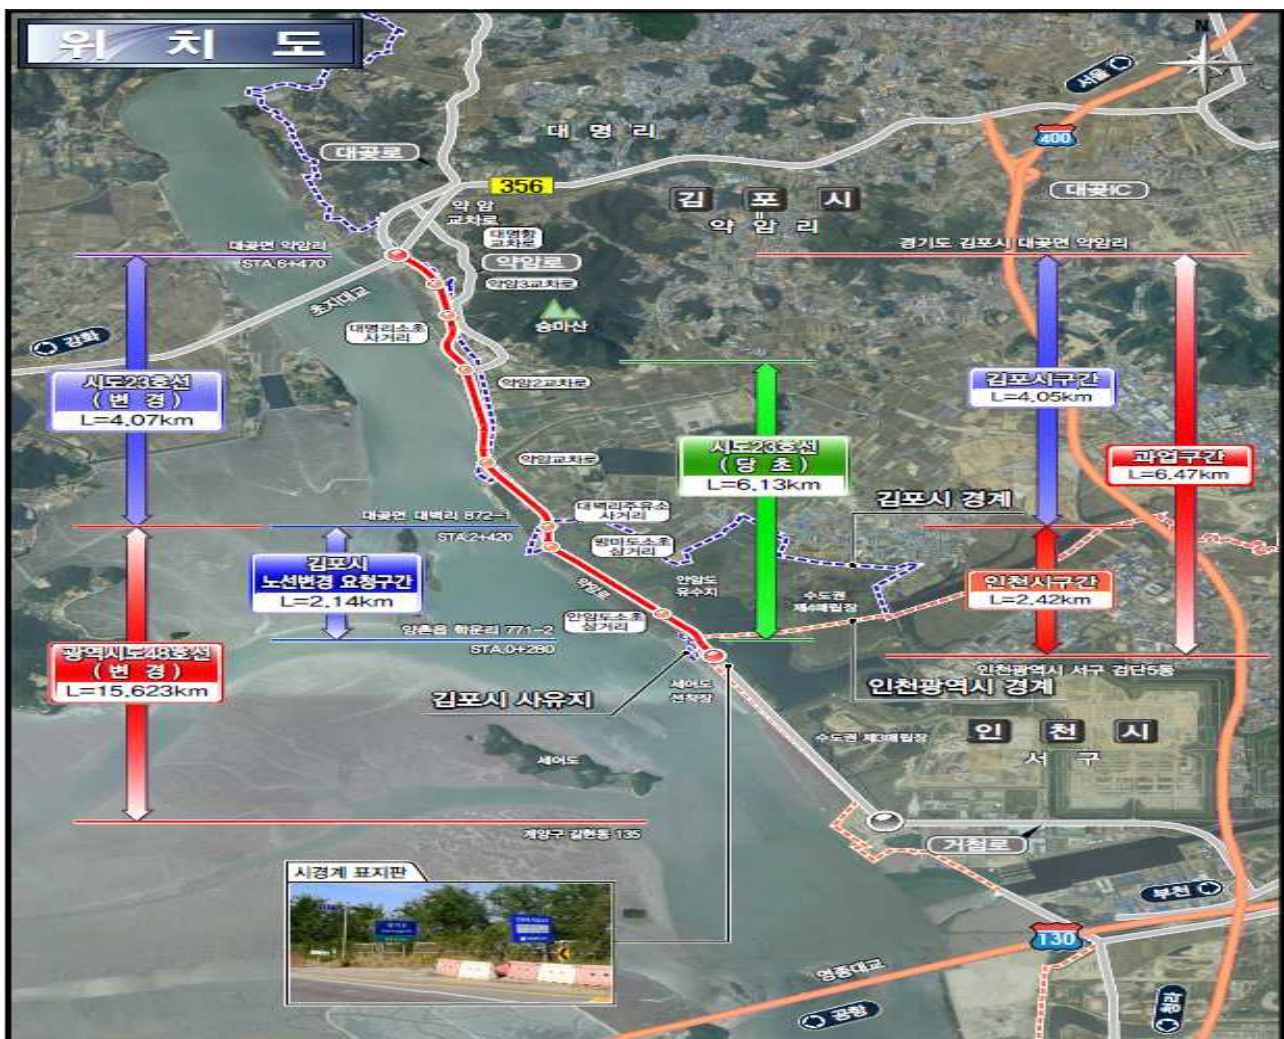 위 치 도
N
서울
400
대명리
대곶로
356
김 포 시
약암리
대곶IC
약암
교차로
대명항
교차로
약암로
약암3교차로
대곶면 약암리
STA.6+470
경기도 김포시 대곶면 약암리
초지대교
강화
대명리소초
사거리
승마산
약암2교차로
시도23호선
(변경)
L=4.07km
김포시구간
L=4.05km
시도23호선
(당초)
L=6.13km
과업구간
L=6.47km
약암교차로
김포시 경계
대곶면 대벽리 872-1
STA.2+420
대벽리주유소
사거리
김포시
노선변경 요청구간
L=2.14km
약암로
안암도
유수지
수도권
제4매립장
인천시구간
L=2.42km
안암도소초
삼거리
양촌읍 학운리 771-2
STA.0+280
광역시도48호선
(변경)
L=15.623km
인천광역시 서구 검단5동
김포시 사유지
세어도
선착장
인천광역시 경계
인 천 시
서구
수도권 제3매립장
세어도
계양구 갈현동 135
거첨로
시경계 표지판
부천
130
영종대교
공항
청라